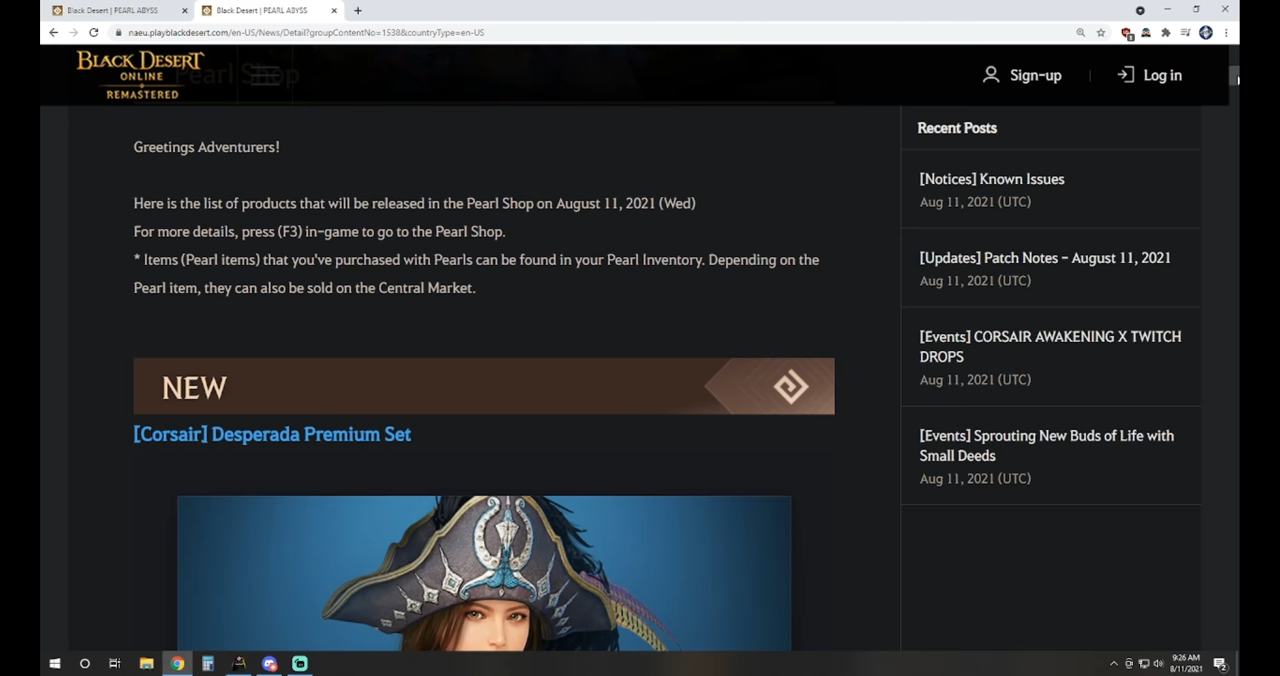 Black Desert | PEARL ABYSS
Black Desert | PEARL ABYSS
naeu.playblackdesert.com/en-US/News/Detail?groupContentNo=1538&countryType=en-US
BLACK DESERT
ONLINE
REMASTERED
Pearl Shop
Sign-up
Log in
Greetings Adventurers!
Here is the list of products that will be released in the Pearl Shop on August 11, 2021 (Wed)
For more details, press (F3) in-game to go to the Pearl Shop.
* Items (Pearl items) that you've purchased with Pearls can be found in your Pearl Inventory. Depending on the
Pearl item, they can also be sold on the Central Market.
NEW
[Corsair] Desperada Premium Set
Recent Posts
[Notices] Known Issues
Aug 11, 2021 (UTC)
[Updates] Patch Notes - August 11, 2021
Aug 11, 2021 (UTC)
[Events] CORSAIR AWAKENING X TWITCH
DROPS
Aug 11, 2021 (UTC)
[Events] Sprouting New Buds of Life with
Small Deeds
Aug 11, 2021 (UTC)
9:26 AM
8/11/2021